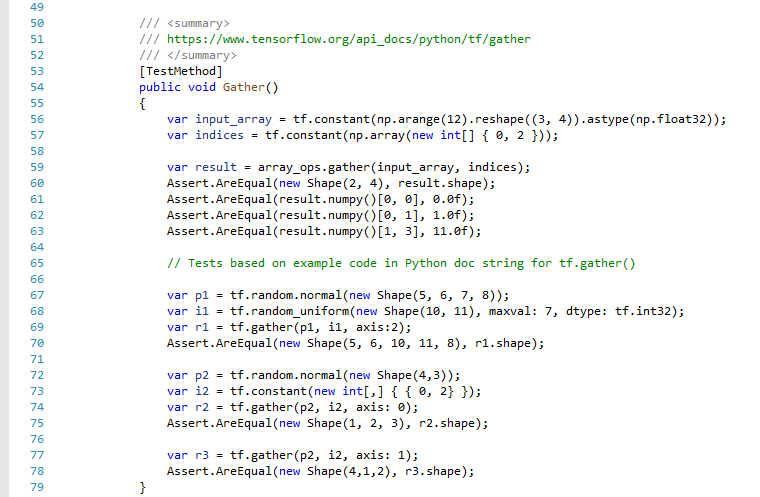 49
50 /// <summary>
51 /// https://www.tensorflow.org/api_docs/python/tf/gather
52 /// </summary>
53 [TestMethod]
54 public void Gather()
55 {
56 var input_array = tf.constant(np.arange(12).reshape((3, 4)).astype(np.float32));
57 var indices = tf.constant(np.array(new int[] { 0, 2 }));
58
59 var result = array_ops.gather(input_array, indices);
60 Assert.AreEqual(new Shape(2, 4), result.shape);
61 Assert.AreEqual(result.numpy()[0, 0], 0.0f);
62 Assert.AreEqual(result.numpy()[0, 1], 1.0f);
63 Assert.AreEqual(result.numpy()[1, 3], 11.0f);
64
65 // Tests based on example code in Python doc string for tf.gather()
66
67 var p1 = tf.random.normal(new Shape(5, 6, 7, 8));
68 var i1 = tf.random_uniform(new Shape(10, 11), maxval: 7, dtype: tf.int32);
69 var r1 = tf.gather(p1, i1, axis:2);
70 Assert.AreEqual(new Shape(5, 6, 10, 11, 8), r1.shape);
71
72 var p2 = tf.random.normal(new Shape(4,3));
73 var i2 = tf.constant(new int[,] { { 0, 2} });
74 var r2 = tf.gather(p2, i2, axis: 0);
75 Assert.AreEqual(new Shape(1, 2, 3), r2.shape);
76
77 var r3 = tf.gather(p2, i2, axis: 1);
78 Assert.AreEqual(new Shape(4,1,2), r3.shape);
79 }